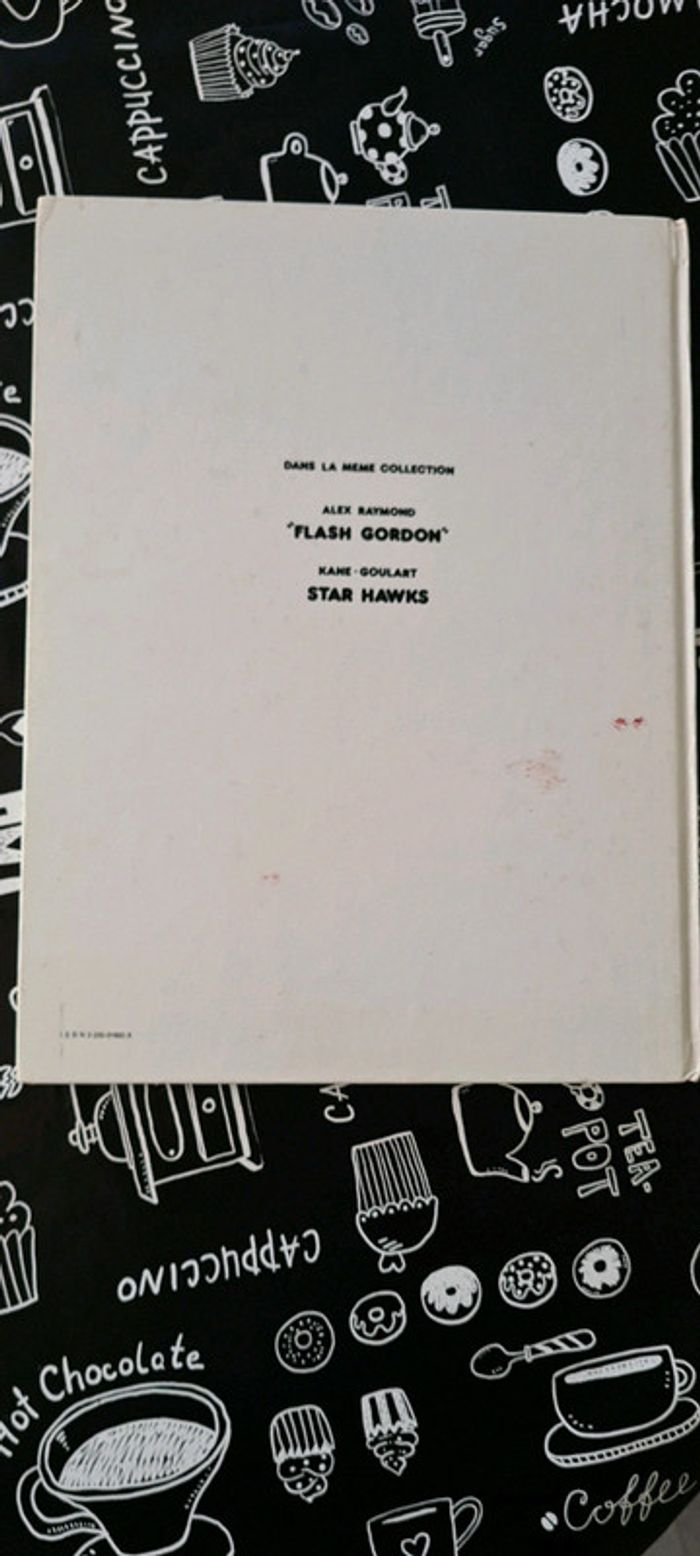 CAPPUCCINO
Sugar
MOCHA
DANS LA MEME COLLECTION
ALEX RAYMOND
"FLASH GORDON"
KANE-GOULART
STAR HAWKS
TEA-
POT
CAPPUCCINO
Hot Chocolate
Coffee